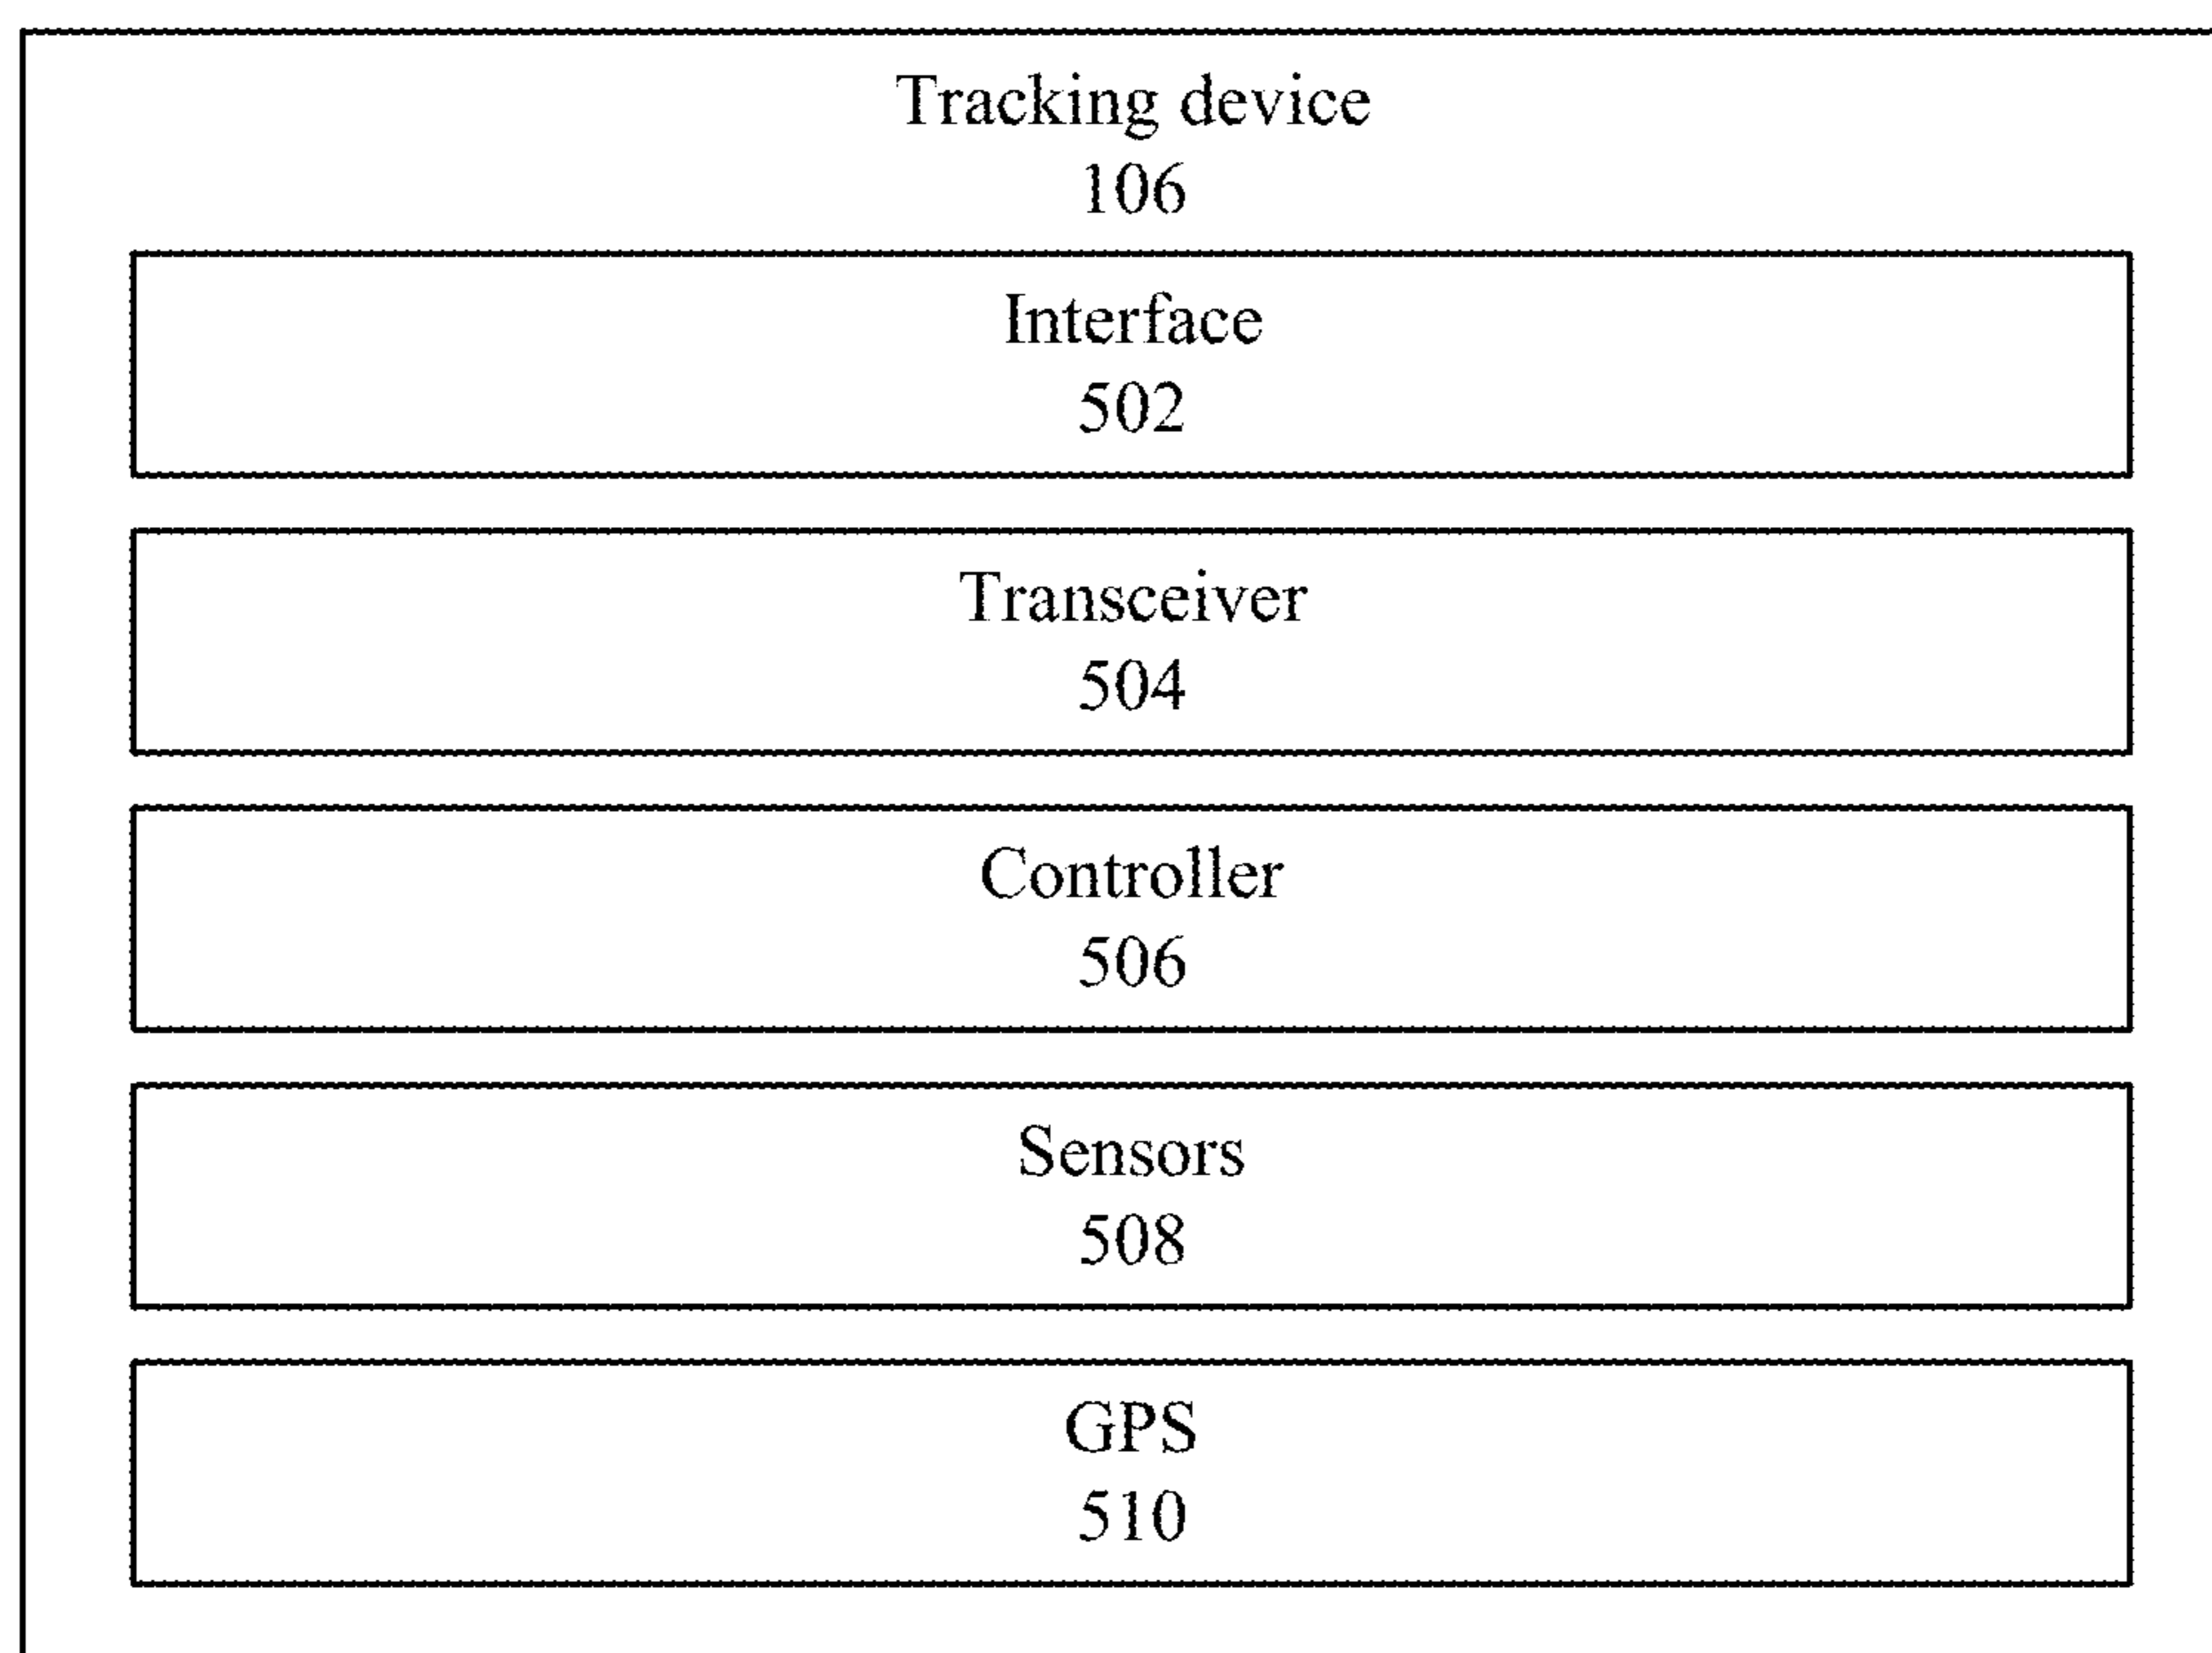 Tracking device
106
Interface
502
Transceiver
504
Controller
506
Sensors
508
GPS
510